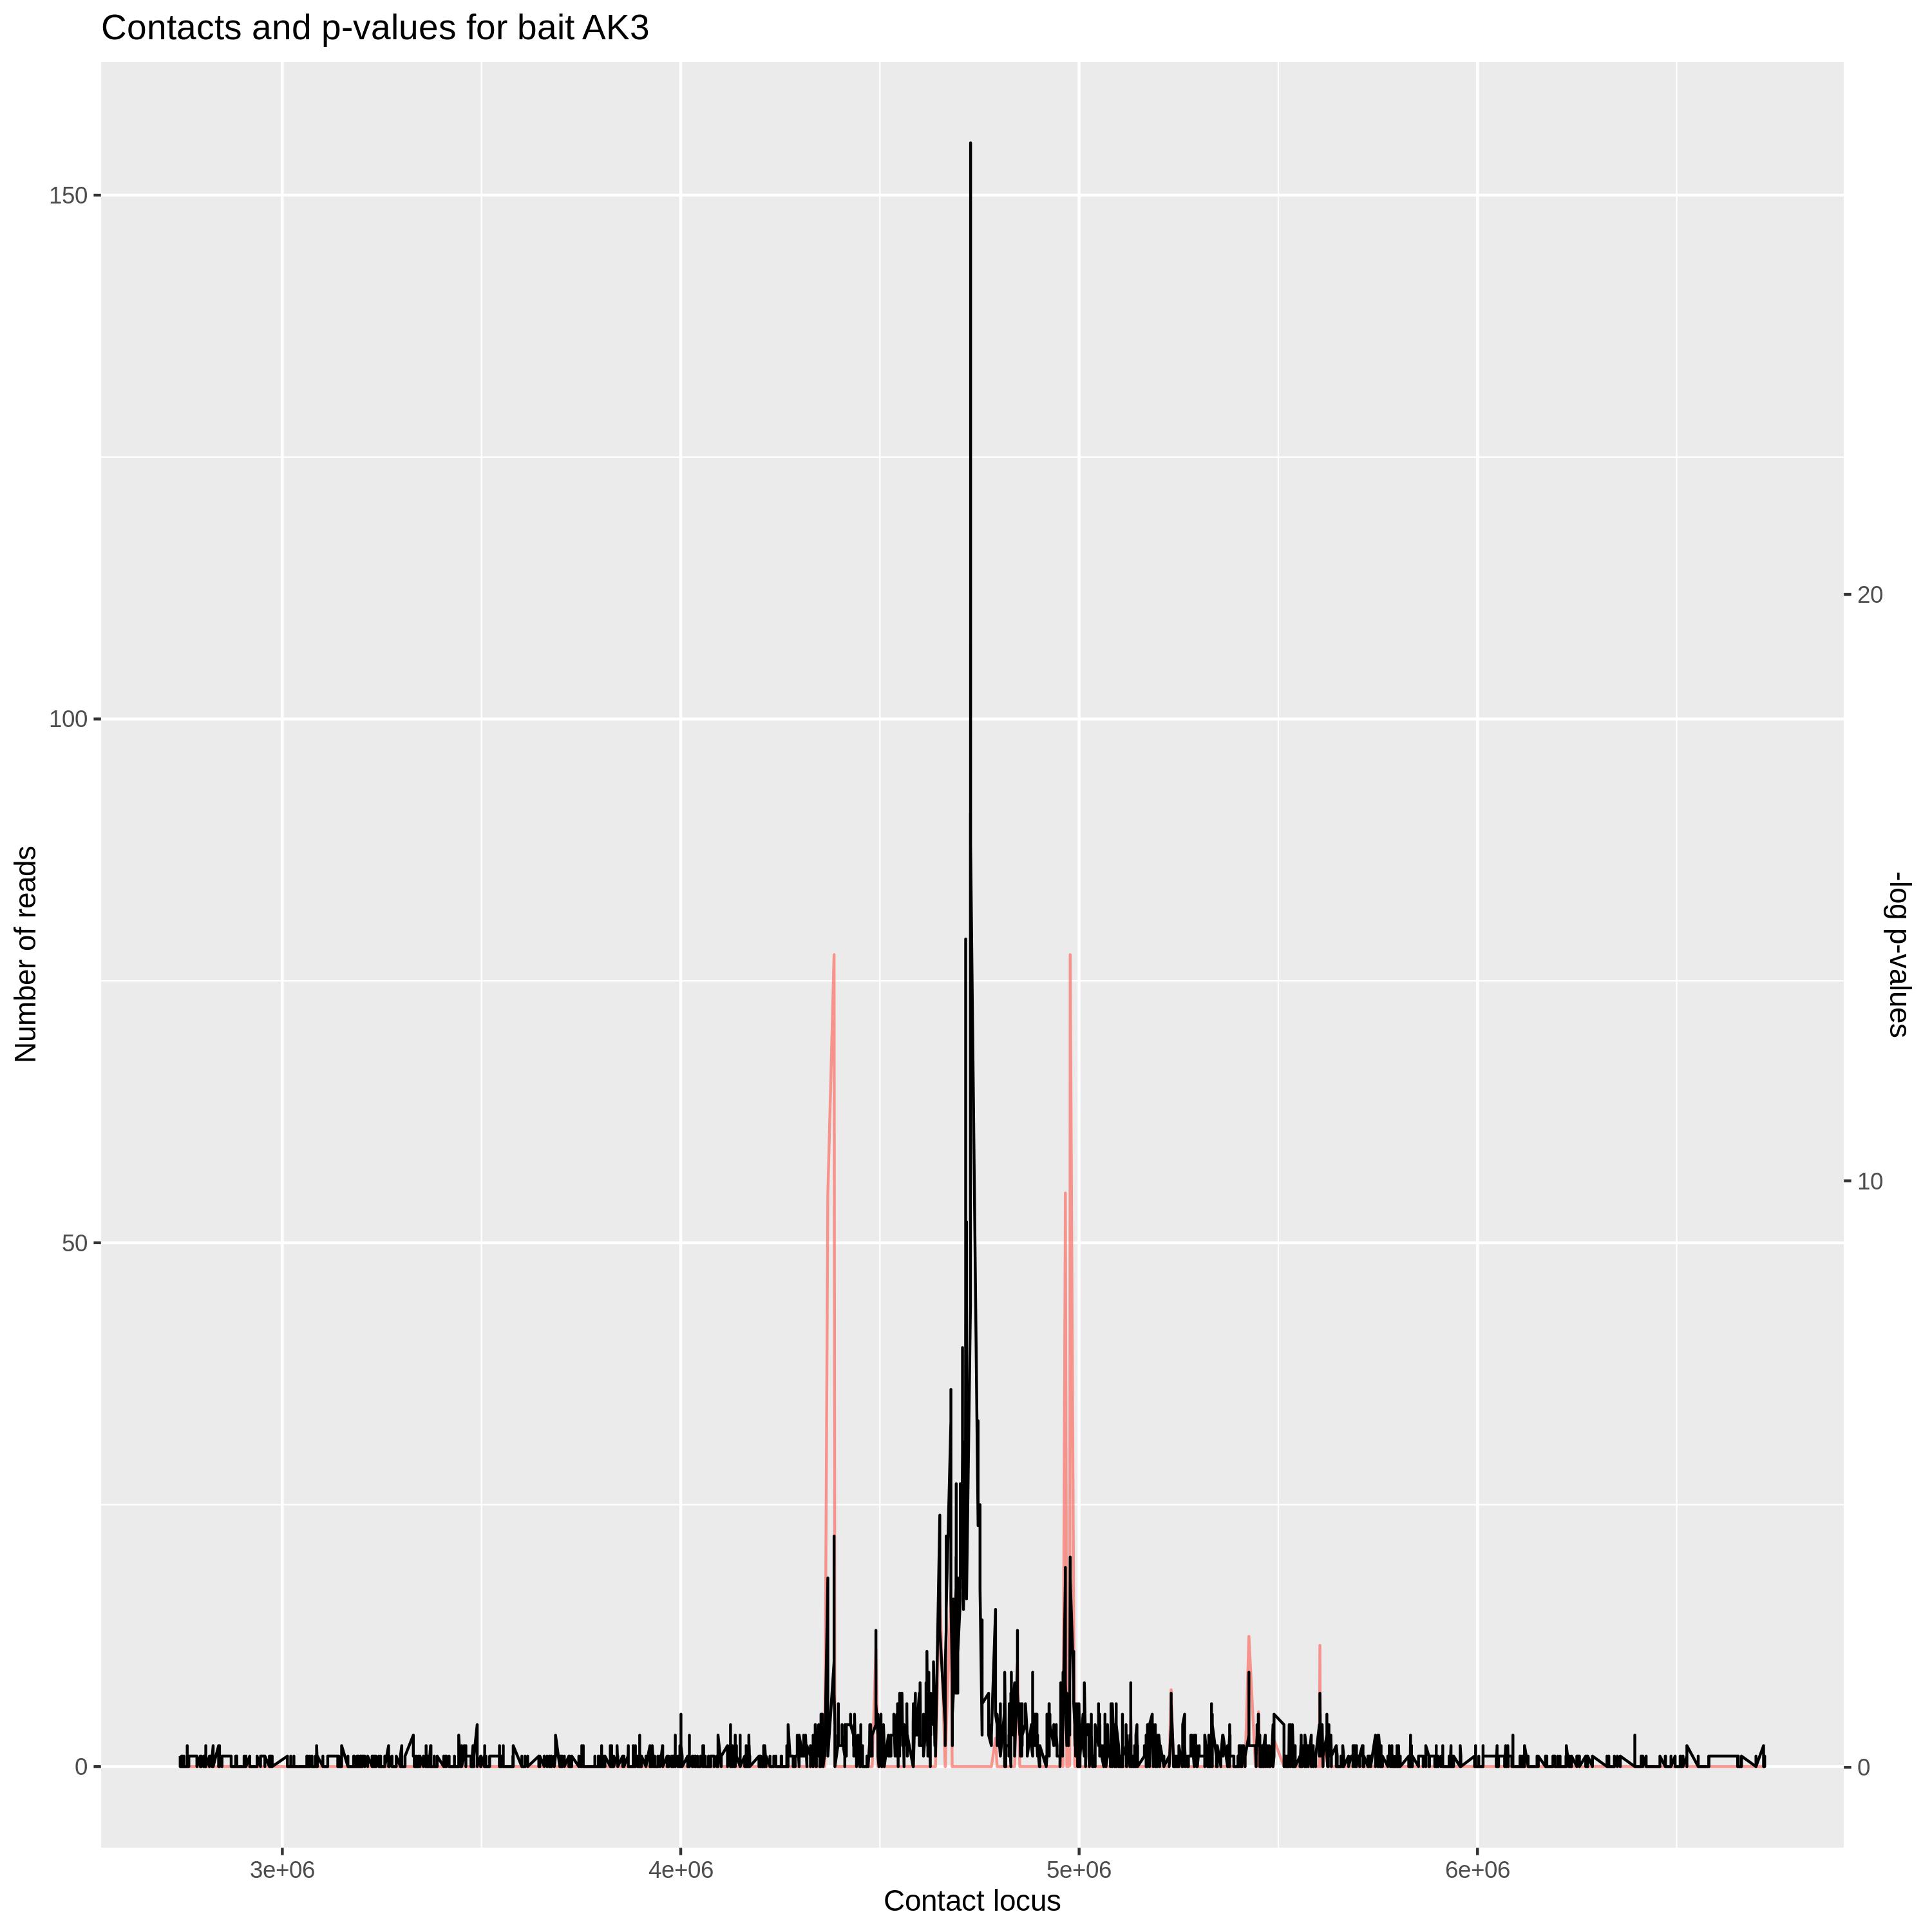 Contacts and p-values for bait AK3
150
100
50
0
Number of reads
20
10
0
-log p-values
3e+06
4e+06
5e+06
6e+06
Contact locus